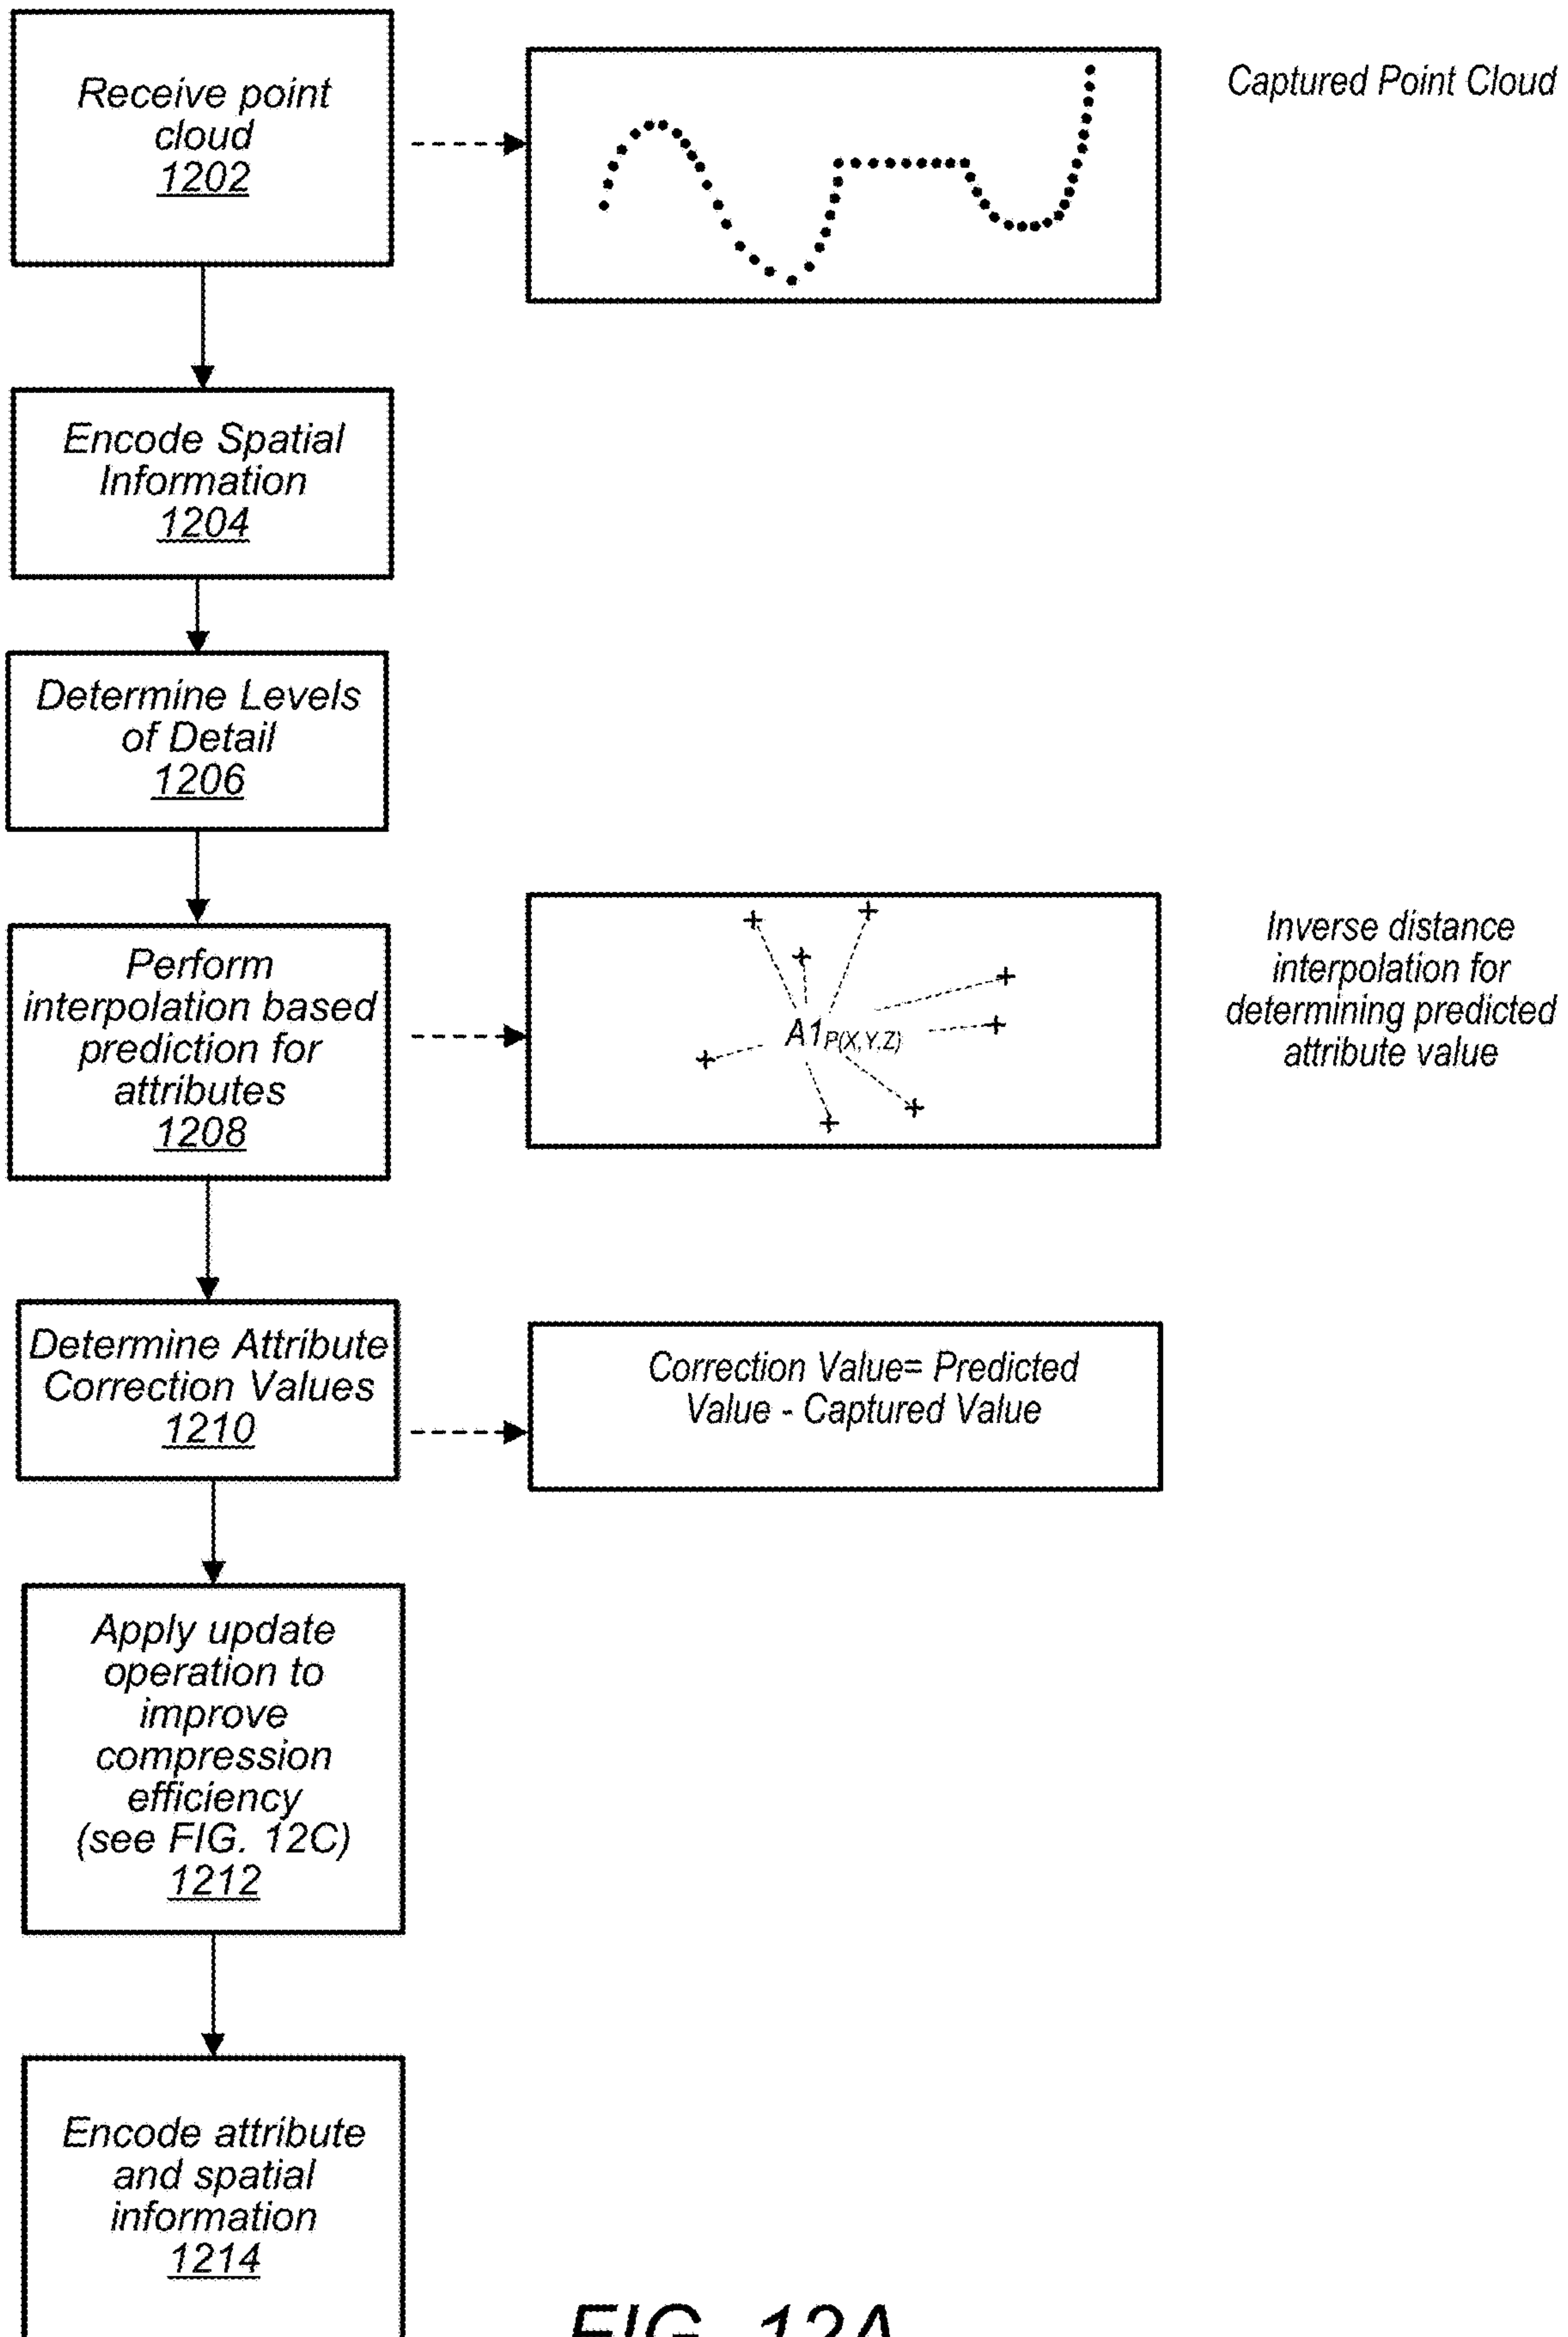 Receive point
cloud
1202
Captured Point Cloud
Encode Spatial
Information
1204
Determine Levels
of Detail
1206
Perform
interpolation based
prediction for
attributes
1208
A1P(X,Y.Z)
Inverse distance
interpolation for
determining predicted
attribute value
Determine Attribute
Correction Values
1210
Correction Value= Predicted
Value - Captured Value
Apply update
operation to
improve
compression
efficiency
(see FIG. 12C)
1212
Encode attribute
and spatial
information
1214
FIG. 12A